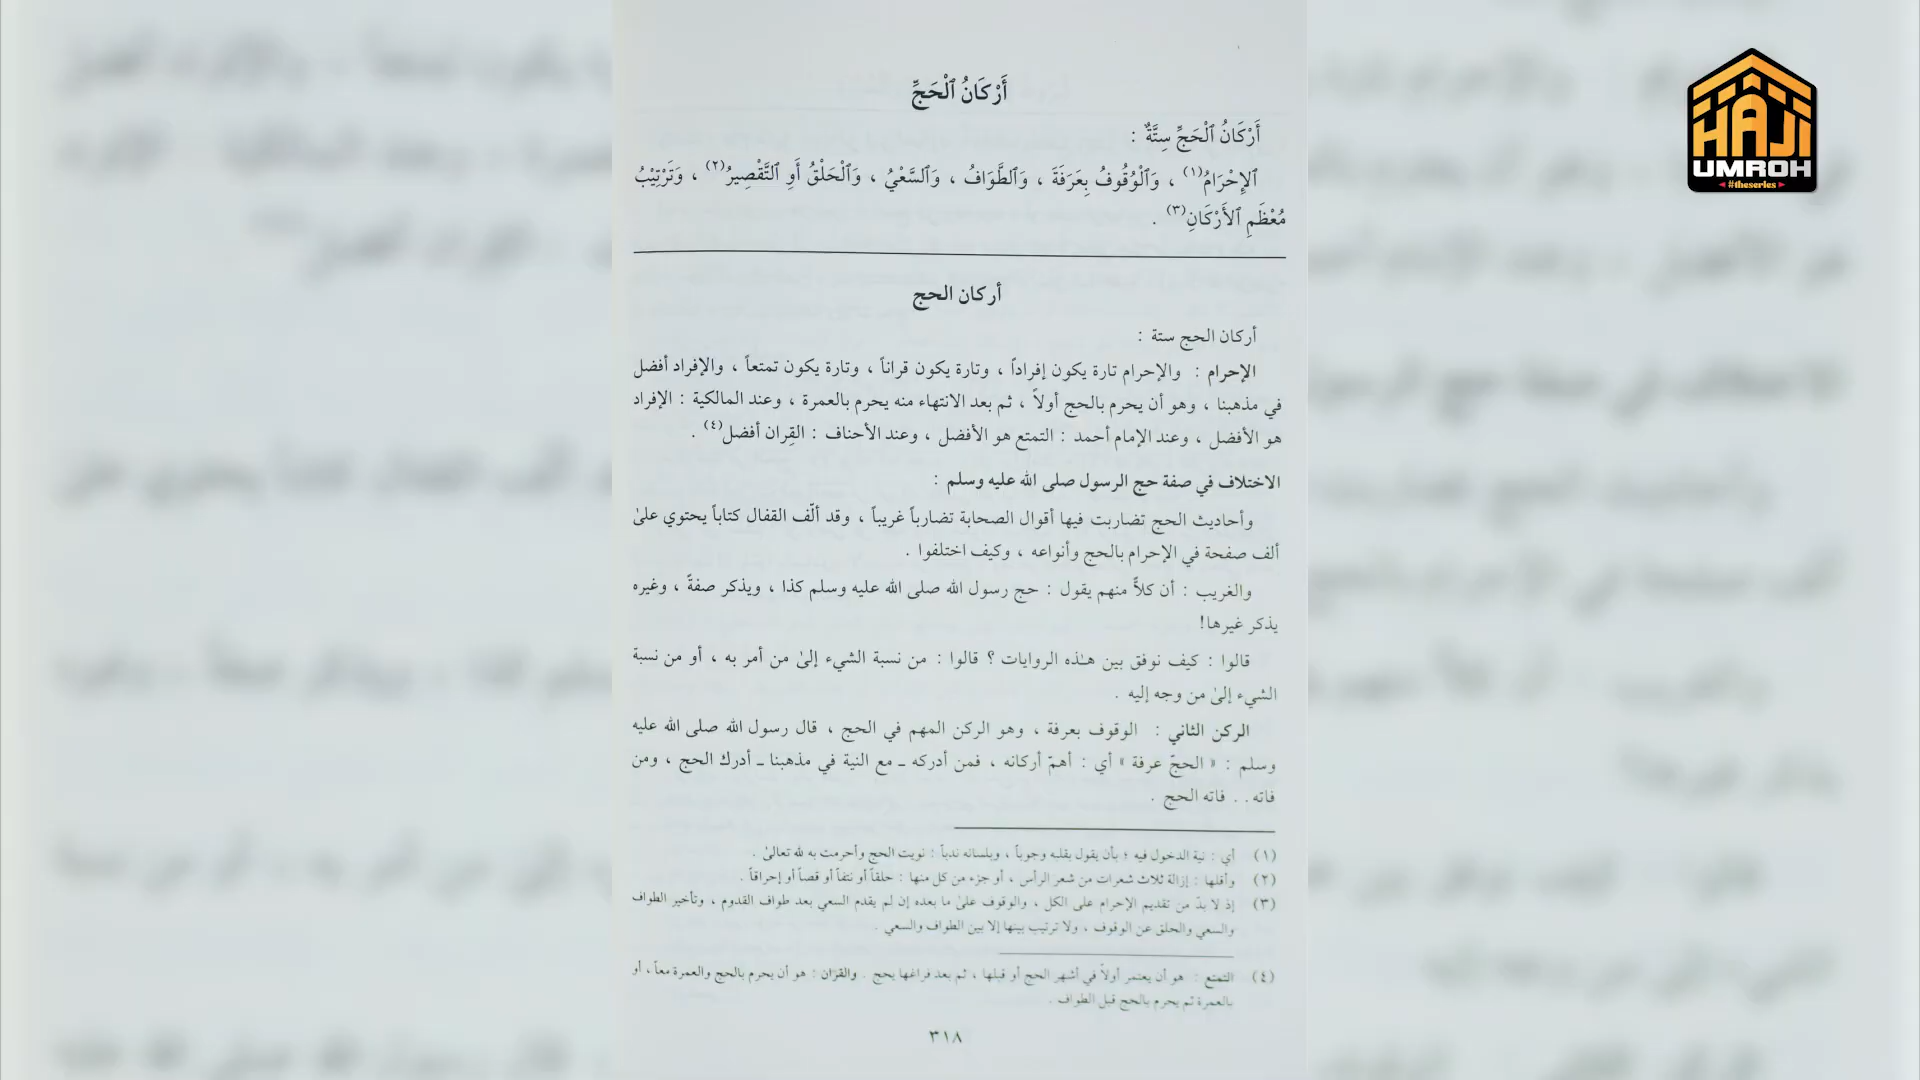 أَرْكَانُ ٱلْحَجِّ
أَرْكَانُ ٱلْحَجِّ سِتَّةٌ :
ٱلإِحْرَامُ(١) ، وَٱلْوُقُوفُ بِعَرَفَةَ ، وَٱلطَّوَافُ ، وَٱلسَّعْيُ ، وَٱلْحَلْقُ أَوِ ٱلتَّقْصِيرُ(٢) ، وَتَرْتِيْبُ
مُعْظَمِ ٱلأَرْكَانِ(٣) .
أركان الحج
أركان الحج ستة :
الإحرام : والإحرام تارة يكون إفراداً ، وتارة يكون قراناً ، وتارة يكون تمتعاً ، والإفراد أفضل
في مذهبنا ، وهو أن يحرم بالحج أولاً ، ثم بعد الانتهاء منه يحرم بالعمرة ، وعند المالكية : الإفراد
هو الأفضل ، وعند الإمام أحمد : التمتع هو الأفضل ، وعند الأحناف : القِران أفضل(٤) .
الاختلاف في صفة حج الرسول صلى الله عليه وسلم :
وأحاديث الحج تضاربت فيها أقوال الصحابة تضارباً غريباً ، وقد ألّف القفال كتاباً يحتوي علىٰ
ألف صفحة في الإحرام بالحج وأنواعه ، وكيف اختلفوا .
والغريب : أن كلاًّ منهم يقول : حج رسول الله صلى الله عليه وسلم كذا ، ويذكر صفةً ، وغيره
يذكر غيرها!
قالوا : كيف نوفق بين هـٰذه الروايات ؟ قالوا : من نسبة الشيء إلىٰ من أمر به ، أو من نسبة
الشيء إلىٰ من وجه إليه .
الركن الثاني : الوقوف بعرفة ، وهو الركن المهم في الحج ، قال رسول الله صلى الله عليه
وسلم : « الحجّ عرفة » أي : أهمّ أركانه ، فمن أدركه ـ مع النية في مذهبنا ـ أدرك الحج ، ومن
فاته . . فاته الحج .
(١) أي : نية الدخول فيه ؛ بأن يقول بقلبه وجوباً ، وبلسانه ندباً : نويت الحج وأحرمت به لله تعالىٰ .
(٢) وأقلها : إزالة ثلاث شعرات من شعر الرأس ، أو جزء من كل منها : حلقاً أو نتفاً أو قصاً أو إحراقاً .
(٣) إذ لا بدّ من تقديم الإحرام على الكل ، والوقوف علىٰ ما بعده إن لم يقدم السعي بعد طواف القدوم ، وتأخير الطواف
والسعي والحلق عن الوقوف ، ولا ترتيب بينها إلا بين الطواف والسعي .
(٤) التمتع : هو أن يعتمر أولاً في أشهر الحج أو قبلها ، ثم بعد فراغها يحج . والقِرَان : هو أن يحرم بالحج والعمرة معاً ، أو
بالعمرة ثم يحرم بالحج قبل الطواف .
٣١٨
HAJI
UMROH
#theseries